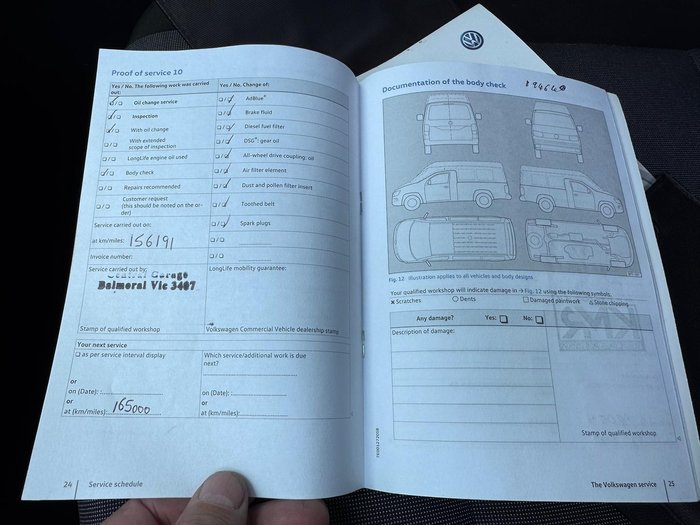 Proof of service 10
Yes / No. The following work was carried out:
Oil change service
Inspection
With oil change
With extended scope of inspection
LongLife engine oil used
Body check
Repairs recommended
Customer request (this should be noted on the or-
der)
Service carried out on:
at km/miles: 156191
Invoice number:
Service carried out by:
Central Garage
Balmoral Vic 3407
Stamp of qualified workshop
Yes / No. Change of:
AdBlue®
Brake fluid
Diesel fuel filter
DSG®: gear oil
All-wheel drive coupling: oil
Air filter element
Dust and pollen filter insert
Toothed belt
Spark plugs
LongLife mobility guarantee:
Volkswagen Commercial Vehicle dealership stamp
Your next service
as per service interval display
or
on (Date):
or
at (km/miles): 165000
Which service/additional work is due
next?
on (Date):
or
at (km/miles):
24 Service schedule
Documentation of the body check
Fig. 12 Illustration applies to all vehicles and body designs
Your qualified workshop will indicate damage in → Fig. 12 using the following symbols.
x Scratches
Dents
Damaged paintwork
Stone chipping
Any damage? Yes: No:
Description of damage:
Stamp of qualified workshop
The Volkswagen service 25